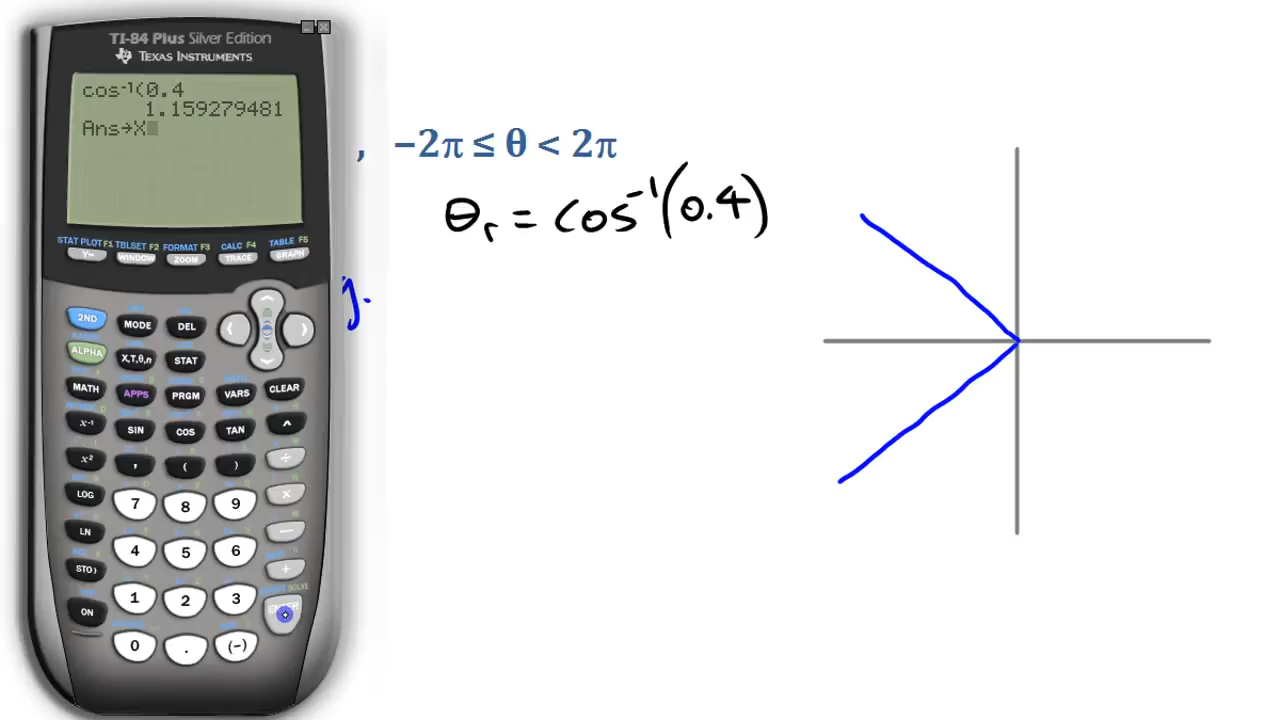 TI-84 Plus Silver Edition
TEXAS INSTRUMENTS
cos⁻¹(0.4
1.159279481
Ans→X
, −2π ≤ θ < 2π
θr = cos⁻¹(0.4)
STAT PLOT F1 TBLSET F2 FORMAT F3 CALC F4 TABLE F5
Y= WINDOW ZOOM TRACE GRAPH
2ND MODE DEL
ALPHA X,T,θ,n STAT
MATH APPS PRGM VARS CLEAR
x⁻¹ SIN COS TAN ^
x² , ( ) ÷
LOG 7 8 9 ×
LN 4 5 6 −
STO⟩ 1 2 3 +
ON 0 . (−) ENTER